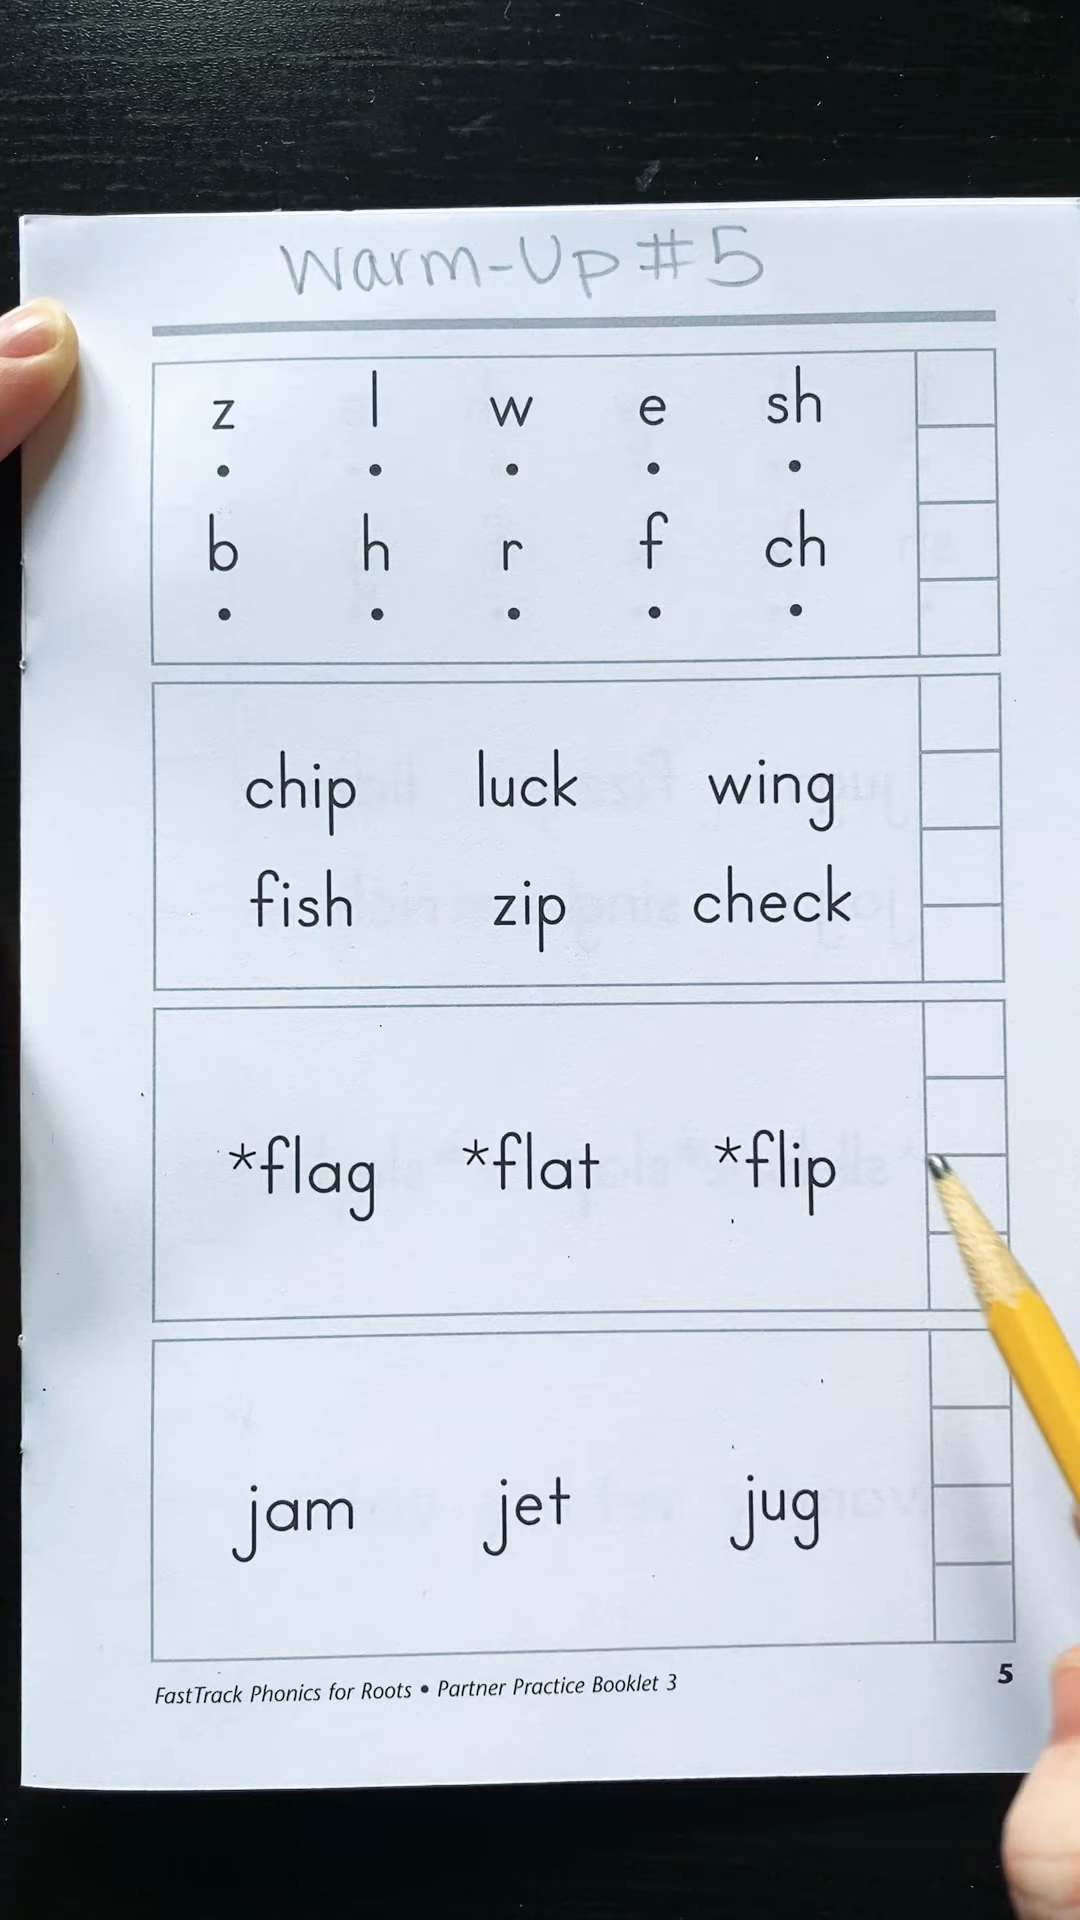 Warm-Up #5
z l w e sh
b h r f ch
chip luck wing
fish zip check
*flag *flat *flip
jam jet jug
FastTrack Phonics for Roots • Partner Practice Booklet 3
5